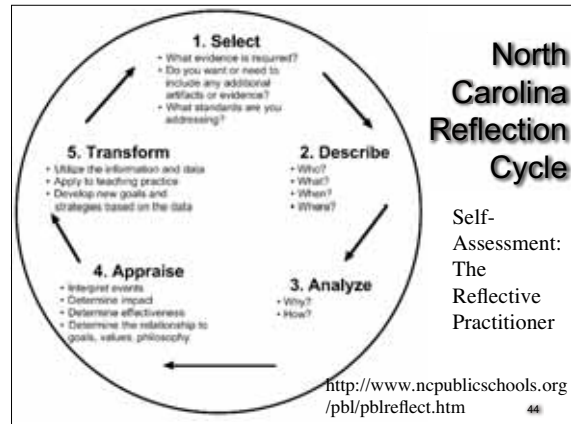 1. Select
• What evidence is required?
• Do you want or need to
include any additional
artifacts or evidence?
• What standards are you
addressing?
2. Describe
• Who?
• What?
• When?
• Where?
3. Analyze
• Why?
• How?
4. Appraise
• Interpret events
• Determine impact
• Determine effectiveness
• Determine the relationship to
goals, values, philosophy
5. Transform
• Utilize the information and data
• Apply to teaching practice
• Develop new goals and
strategies based on the data
North
Carolina
Reflection
Cycle
Self-
Assessment:
The
Reflective
Practitioner
http://www.ncpublicschools.org
/pbl/pblreflect.htm
44